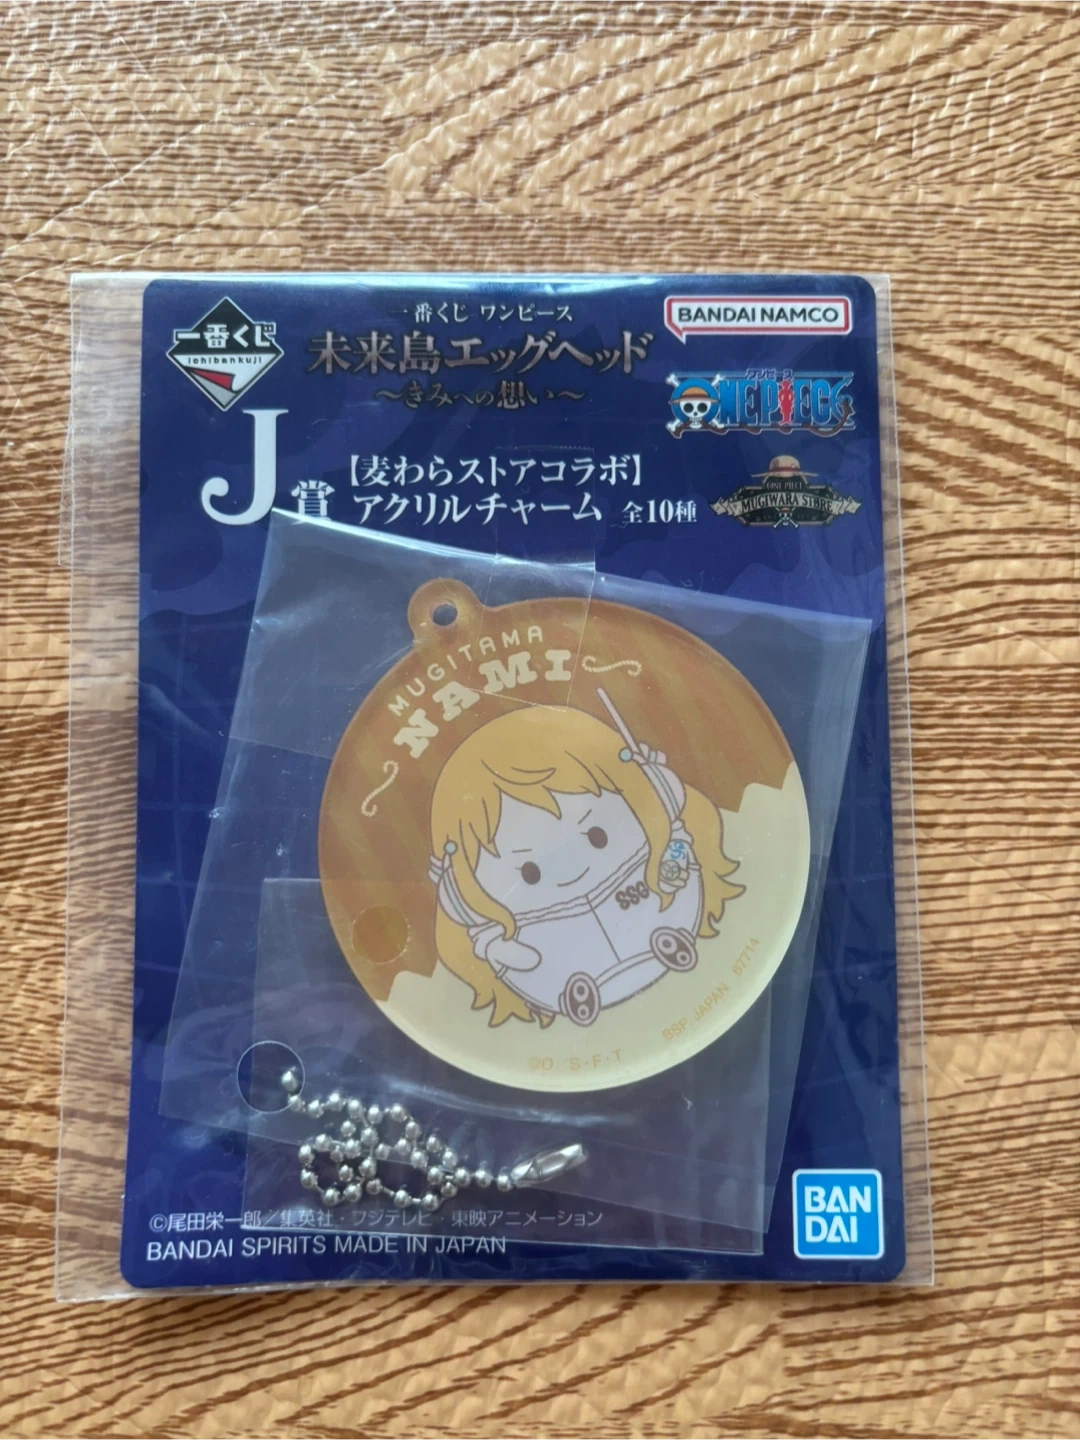 一番くじ
ichibankuji
一番くじ ワンピース
未来島エッグヘッド
～きみへの想い～
BANDAI NAMCO
ワンピース
ONE PIECE
J賞
【麦わらストアコラボ】
アクリルチャーム 全10種
ONE PIECE
MUGIWARA STORE
MUGITAMA
NAMI
SSG
©O, S・F・T
BSP. JAPAN 67714
©尾田栄一郎／集英社・フジテレビ・東映アニメーション
BANDAI SPIRITS MADE IN JAPAN
BAN
DAI